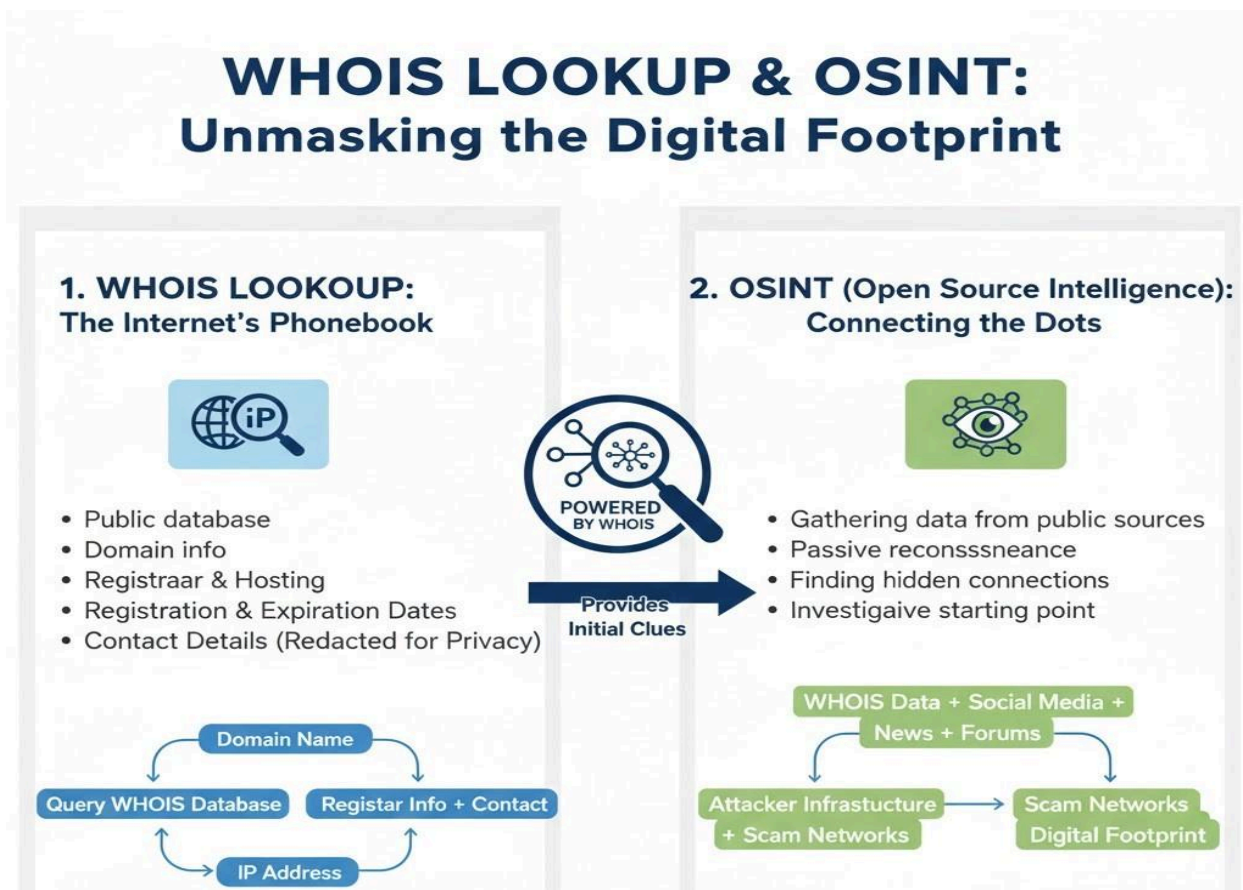 WHOIS LOOKUP & OSINT:
Unmasking the Digital Footprint
1. WHOIS LOOKOUP:
The Internet's Phonebook
iP
• Public database
• Domain info
• Registraar & Hosting
• Registration & Expiration Dates
• Contact Details (Redacted for Privacy)
Domain Name
Query WHOIS Database
Registar Info + Contact
IP Address
POWERED
BY WHOIS
Provides
Initial Clues
2. OSINT (Open Source Intelligence):
Connecting the Dots
• Gathering data from public sources
• Passive reconsssneance
• Finding hidden connections
• Investigaive starting point
WHOIS Data + Social Media +
News + Forums
Attacker Infrastucture
+ Scam Networks
Scam Networks
Digital Footprint